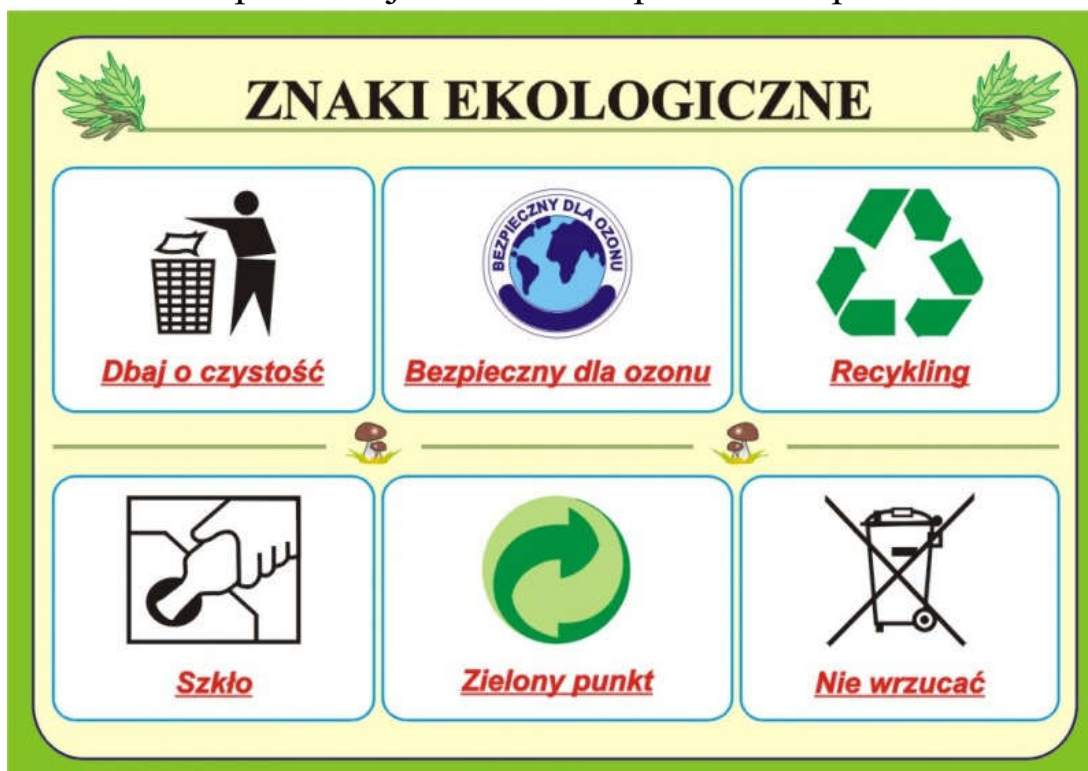 ZNAKI EKOLOGICZNE
BEZPIECZNY DLA OZONU
Dbaj o czystość
Bezpieczny dla ozonu
Recykling
Szkło
Zielony punkt
Nie wrzucać